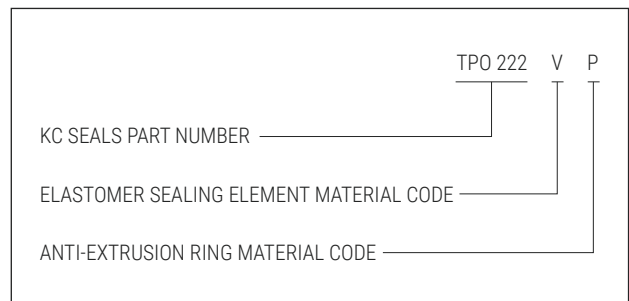 TPO 222 V P
KC SEALS PART NUMBER
ELASTOMER SEALING ELEMENT MATERIAL CODE
ANTI-EXTRUSION RING MATERIAL CODE